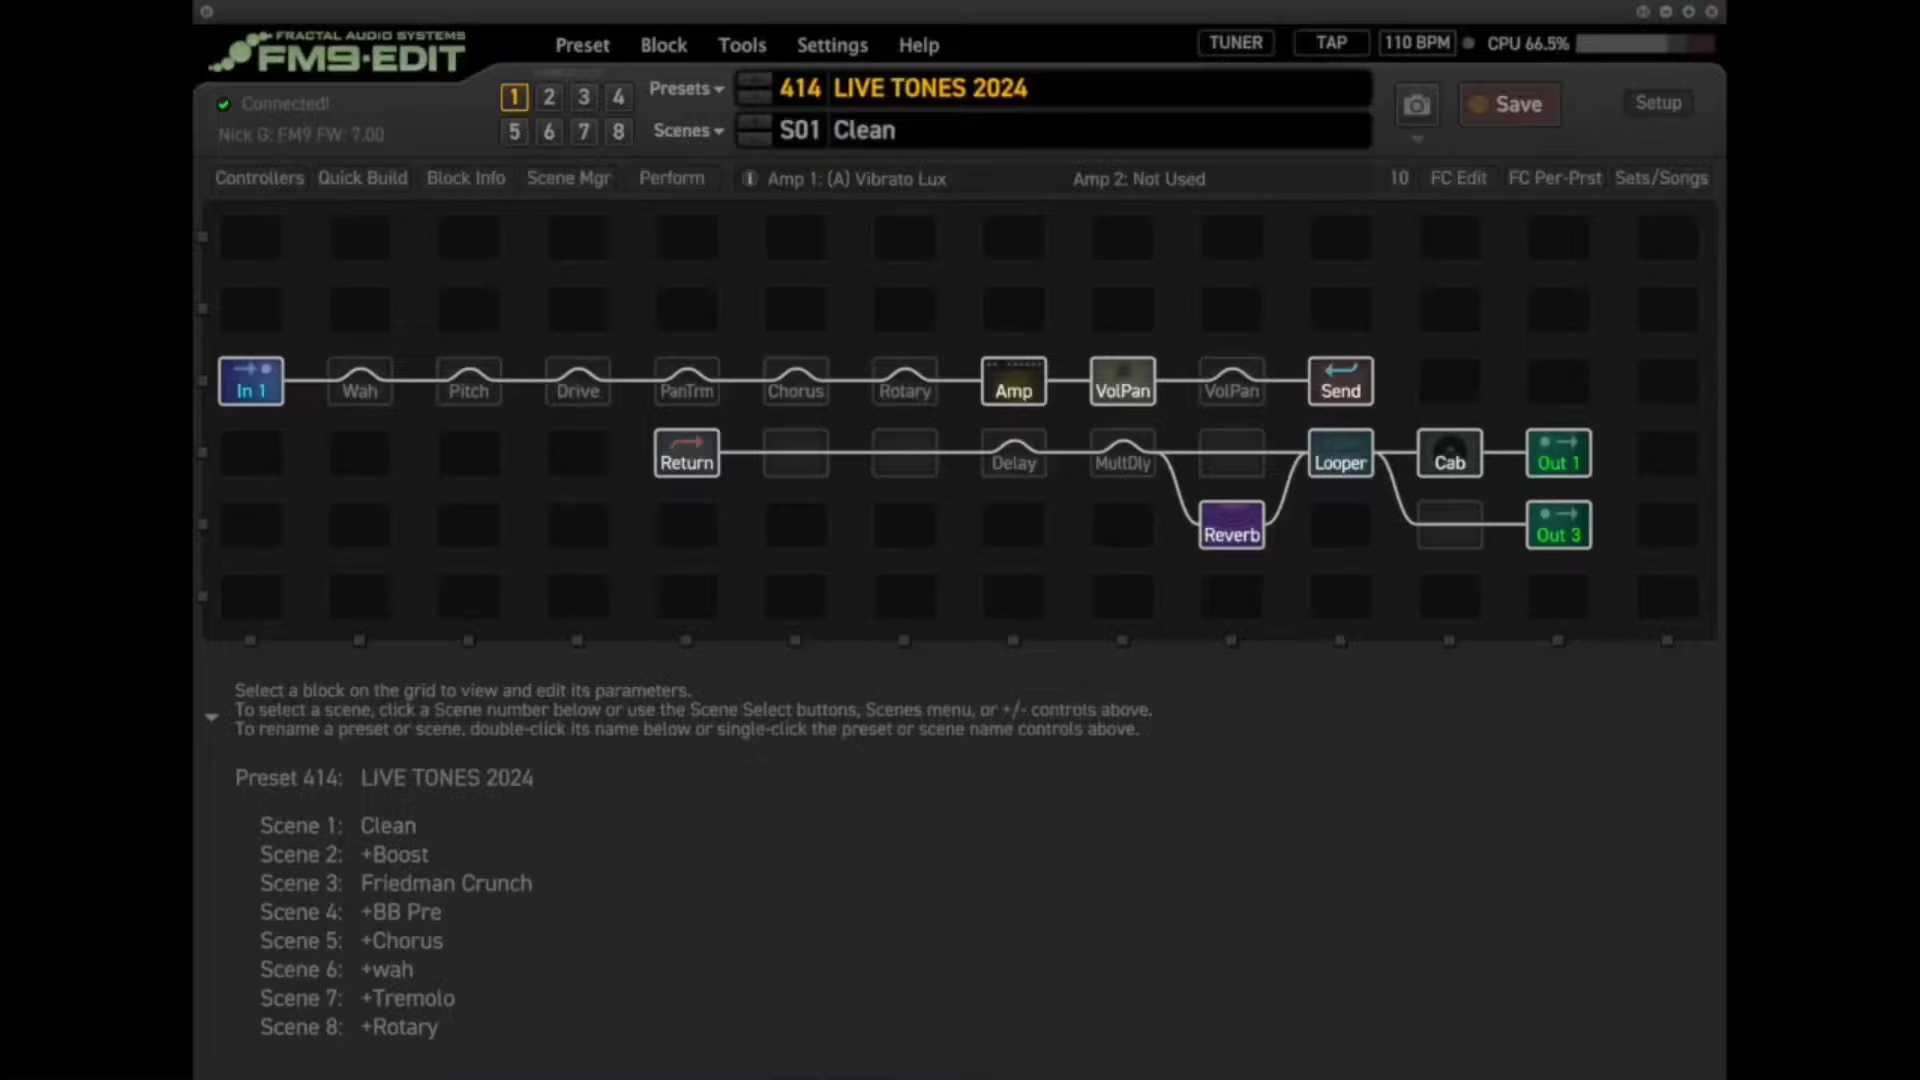 FRACTAL AUDIO SYSTEMS
FM9-EDIT
Preset Block Tools Settings Help
TUNER TAP 110 BPM CPU 66.5%
Connected!
Nick G: FM9 FW: 7.00
1 2 3 4
5 6 7 8
Presets 414 LIVE TONES 2024
Scenes S01 Clean
Save
Setup
Controllers Quick Build Block Info Scene Mgr Perform Amp 1: (A) Vibrato Lux Amp 2: Not Used 10 FC Edit FC Per-Prst Sets/Songs
In 1 Wah Pitch Drive PanTrm Chorus Rotary Amp VolPan VolPan Send
Return Delay MultDly Looper Cab Out 1
Reverb Out 3
Select a block on the grid to view and edit its parameters.
To select a scene, click a Scene number below or use the Scene Select buttons, Scenes menu, or +/- controls above.
To rename a preset or scene, double-click its name below or single-click the preset or scene name controls above.
Preset 414: LIVE TONES 2024
Scene 1: Clean
Scene 2: +Boost
Scene 3: Friedman Crunch
Scene 4: +BB Pre
Scene 5: +Chorus
Scene 6: +wah
Scene 7: +Tremolo
Scene 8: +Rotary